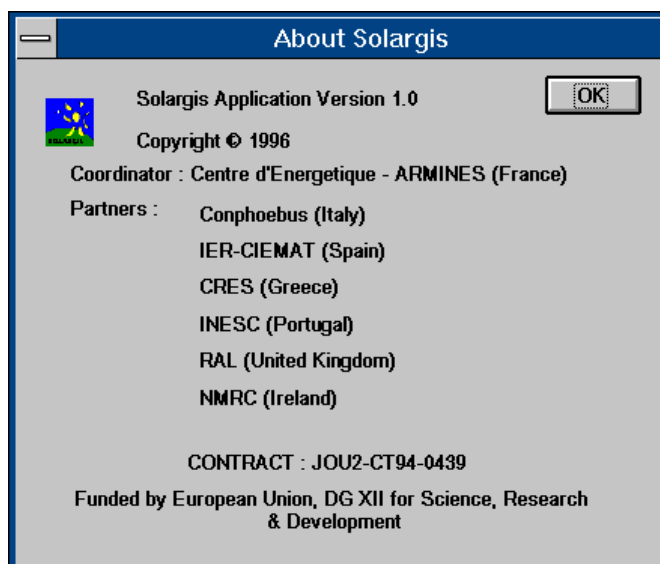 About Solargis
Solargis Application Version 1.0
OK
SOLARGIS
Copyright © 1996
Coordinator : Centre d'Energetique - ARMINES (France)
Partners :
Conphoebus (Italy)
IER-CIEMAT (Spain)
CRES (Greece)
INESC (Portugal)
RAL (United Kingdom)
NMRC (Ireland)
CONTRACT : JOU2-CT94-0439
Funded by European Union, DG XII for Science, Research
& Development